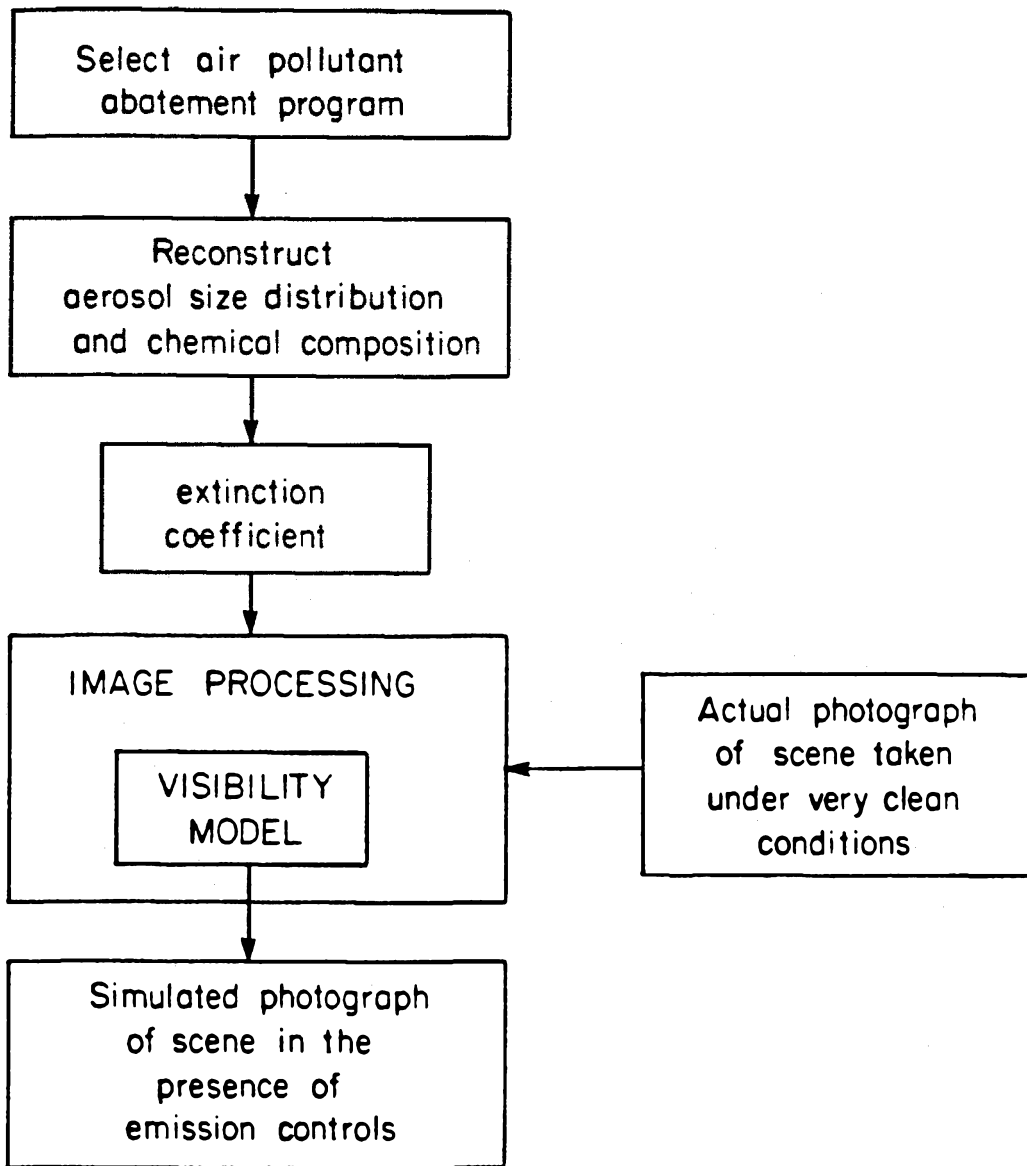 Select air pollutant
abatement program
Reconstruct
aerosol size distribution
and chemical composition
extinction
coefficient
IMAGE PROCESSING
VISIBILITY
MODEL
Actual photograph
of scene taken
under very clean
conditions
Simulated photograph
of scene in the
presence of
emission controls